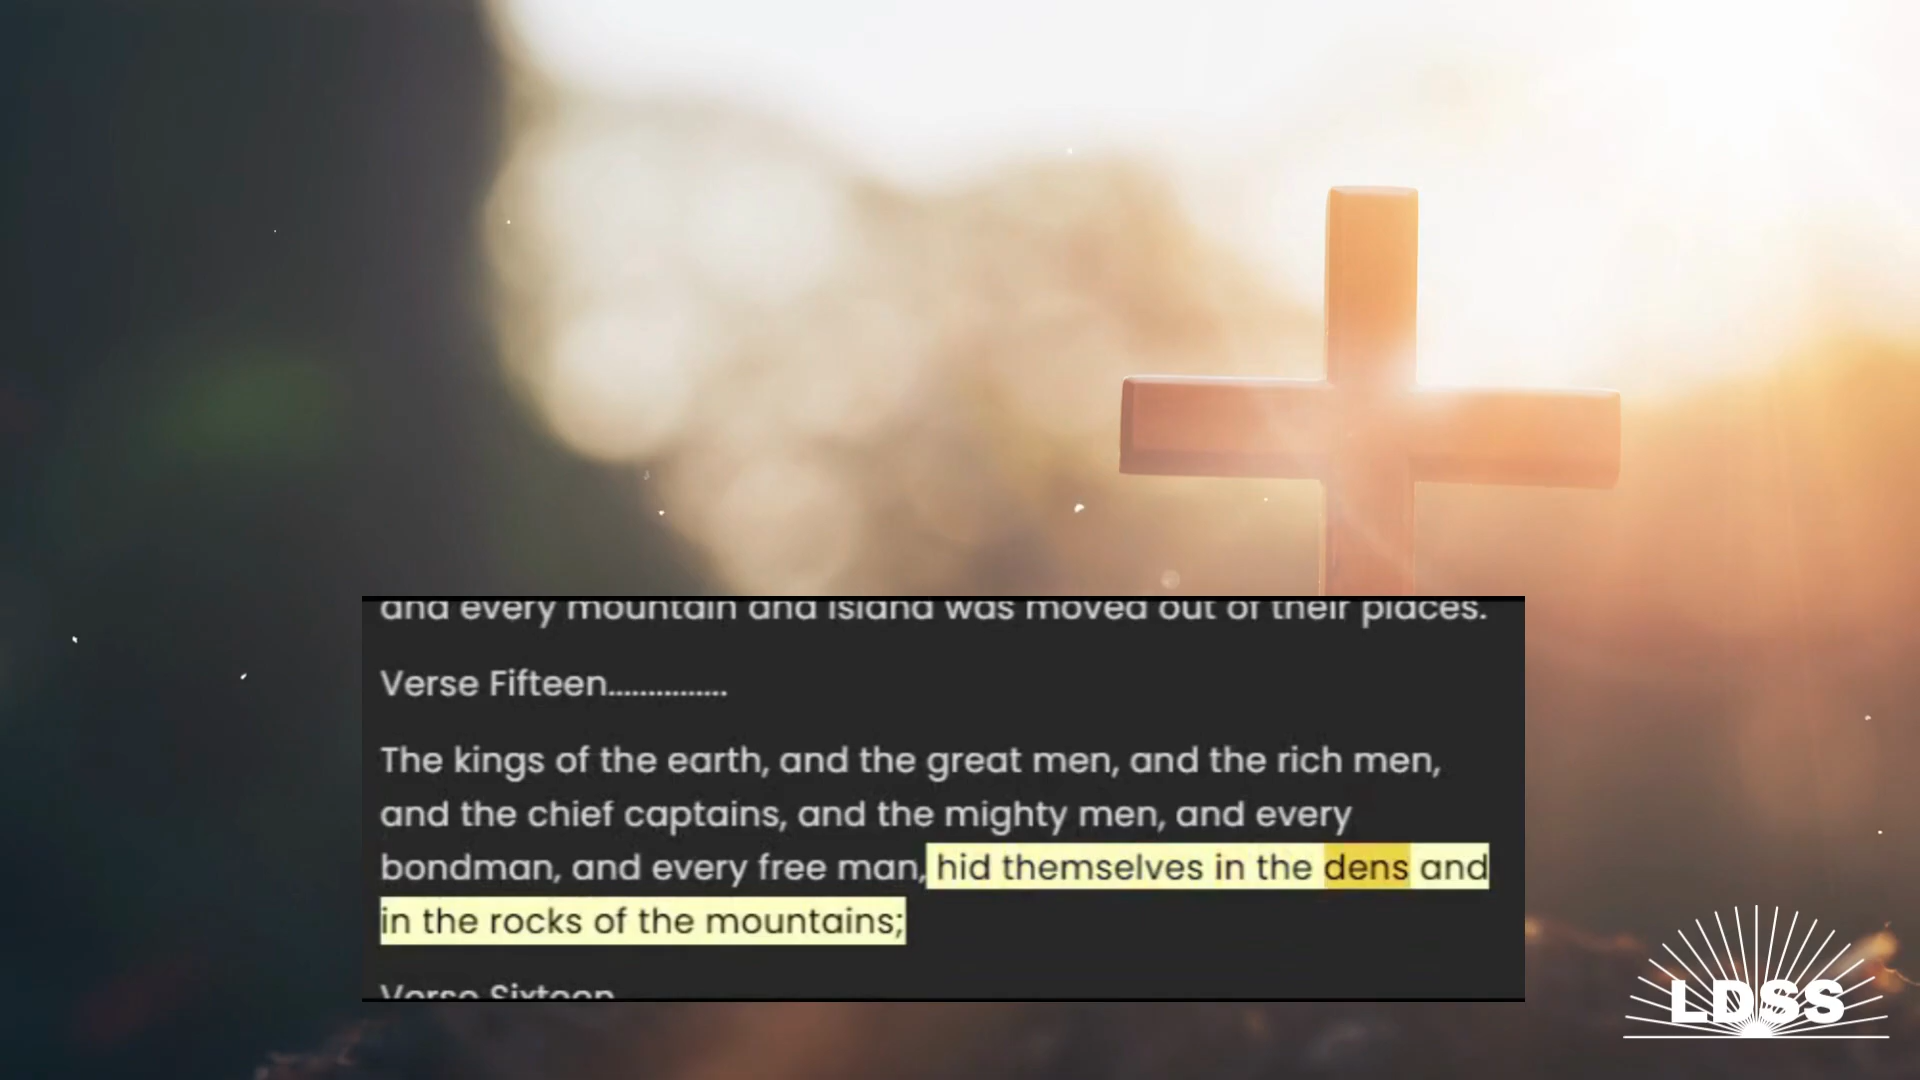 and every mountain and island was moved out of their places.
Verse Fifteen...............
The kings of the earth, and the great men, and the rich men,
and the chief captains, and the mighty men, and every
bondman, and every free man, hid themselves in the dens and
in the rocks of the mountains;
Verse Sixteen
LDSS